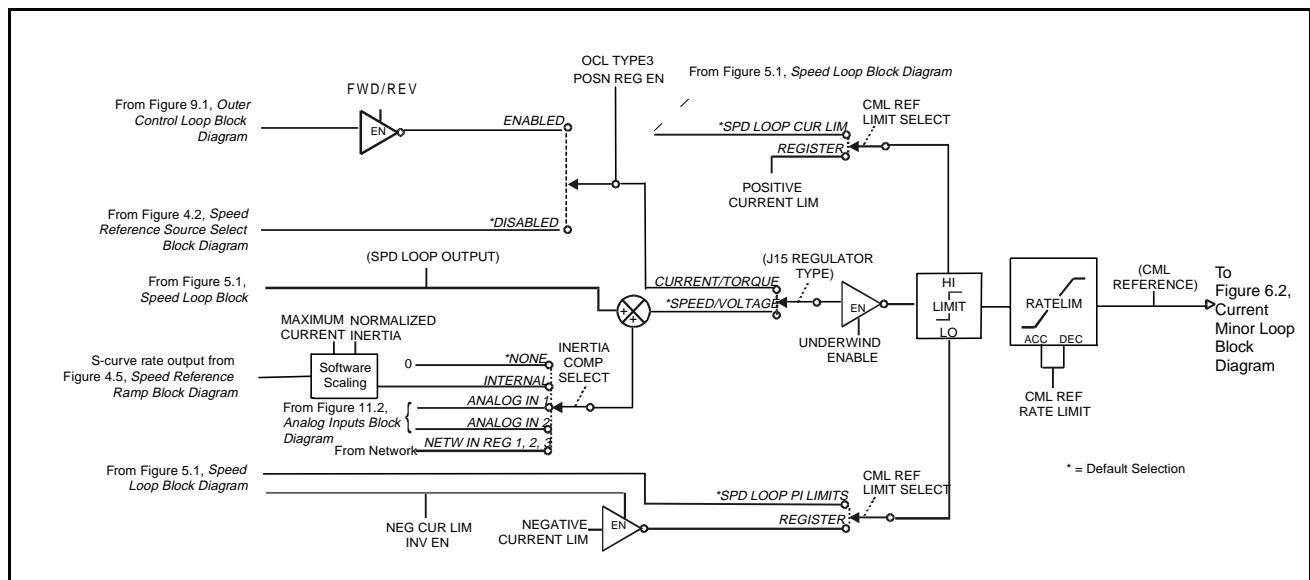 OCL TYPE3
POSN REG EN
From Figure 5.1, Speed Loop Block Diagram
FWD/REV
From Figure 9.1, Outer
Control Loop Block
Diagram
EN
ENABLED
CML REF
LIMIT SELECT
*SPD LOOP CUR LIM
REGISTER
POSITIVE
CURRENT LIM
From Figure 4.2, Speed
Reference Source Select
Block Diagram
*DISABLED
(SPD LOOP OUTPUT)
From Figure 5.1,
Speed Loop Block
+
+
(J15 REGULATOR
TYPE)
CURRENT/TORQUE
*SPEED/VOLTAGE
EN
UNDERWIND
ENABLE
HI
LIMIT
LO
RATELIM
ACC DEC
CML REF
RATE LIMIT
(CML
REFERENCE)
To
Figure 6.2,
Current
Minor Loop
Block
Diagram
MAXIMUM
CURRENT
NORMALIZED
INERTIA
S-curve rate output from
Figure 4.5, Speed Reference
Ramp Block Diagram
Software
Scaling
0
*NONE
INTERNAL
ANALOG IN 1
ANALOG IN 2
NETW IN REG 1, 2, 3
INERTIA
COMP
SELECT
From Figure 11.2,
Analog Inputs Block
Diagram
{
From Network
From Figure 5.1, Speed
Loop Block Diagram
NEG CUR LIM
INV EN
NEGATIVE
CURRENT LIM
EN
*SPD LOOP PI LIMITS
REGISTER
CML REF
LIMIT SELECT
* = Default Selection